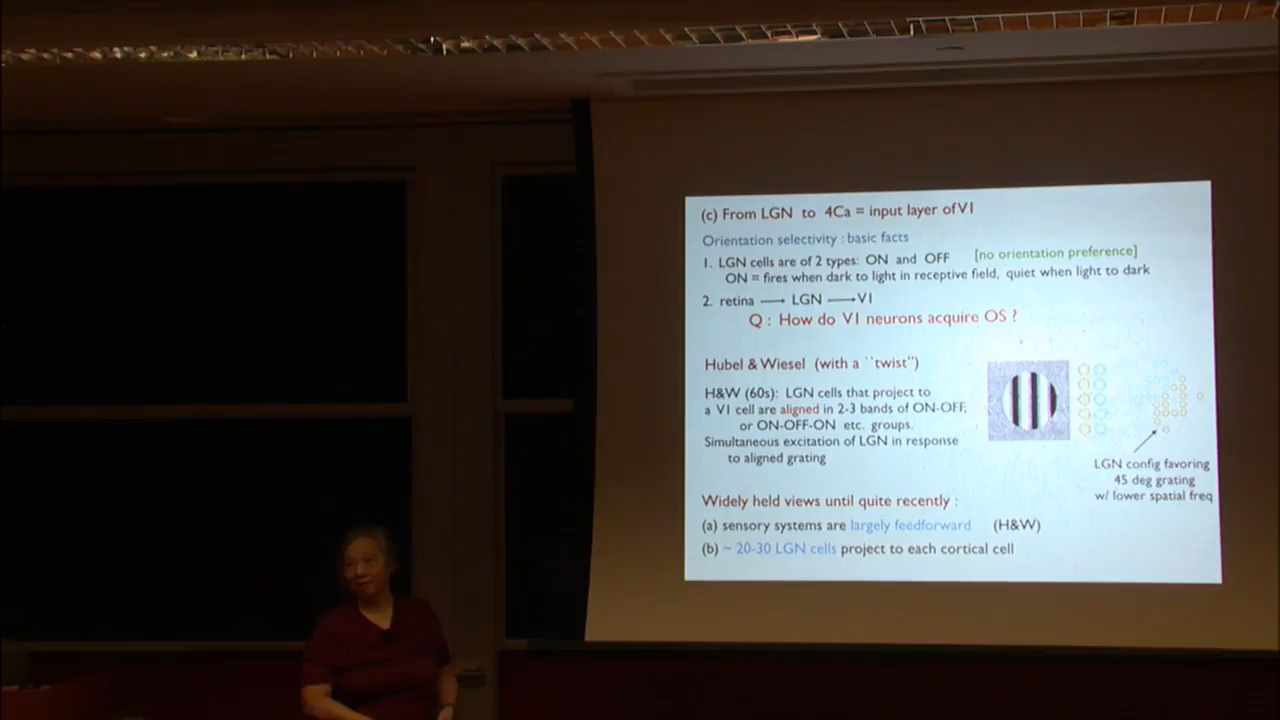 (c) From LGN to 4Ca = input layer of V1
Orientation selectivity : basic facts
1. LGN cells are of 2 types: ON and OFF [no orientation preference]
ON = fires when dark to light in receptive field, quiet when light to dark
2. retina → LGN → V1
Q : How do V1 neurons acquire OS ?
Hubel & Wiesel (with a ``twist")
H&W (60s): LGN cells that project to
a V1 cell are aligned in 2-3 bands of ON-OFF,
or ON-OFF-ON etc. groups.
Simultaneous excitation of LGN in response
to aligned grating
LGN config favoring
45 deg grating
w/ lower spatial freq
Widely held views until quite recently :
(a) sensory systems are largely feedforward (H&W)
(b) ~ 20-30 LGN cells project to each cortical cell